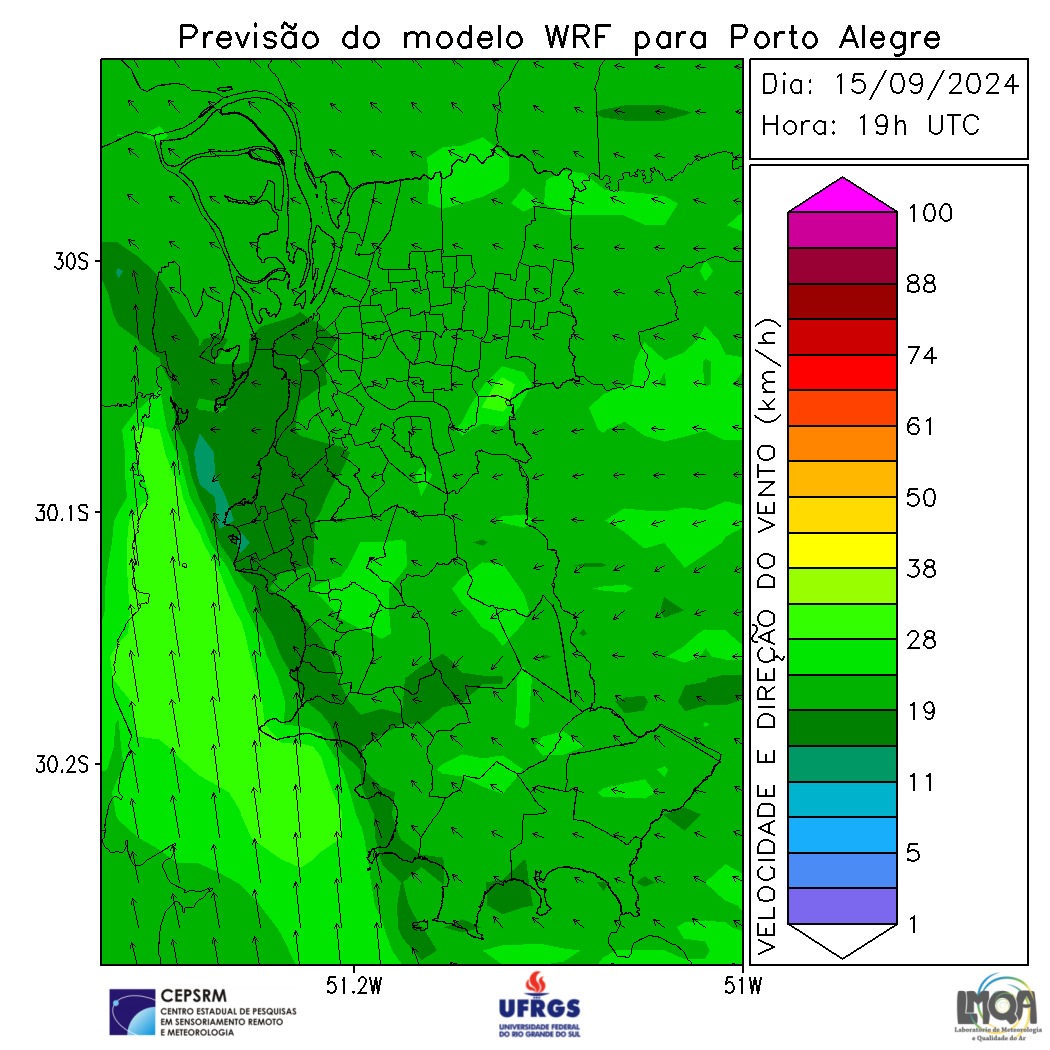 Previsão do modelo WRF para Porto Alegre
Dia: 15/09/2024
Hora: 19h UTC
30S
30.1S
30.2S
51.2W
51W
VELOCIDADE E DIREÇÃO DO VENTO (km/h)
100
88
74
61
50
38
28
19
11
5
1
CEPSRM
CENTRO ESTADUAL DE PESQUISAS
EM SENSORIAMENTO REMOTO
E METEOROLOGIA
UFRGS
UNIVERSIDADE FEDERAL
DO RIO GRANDE DO SUL
LMQA
Laboratório de Meteorologia
e Qualidade do Ar